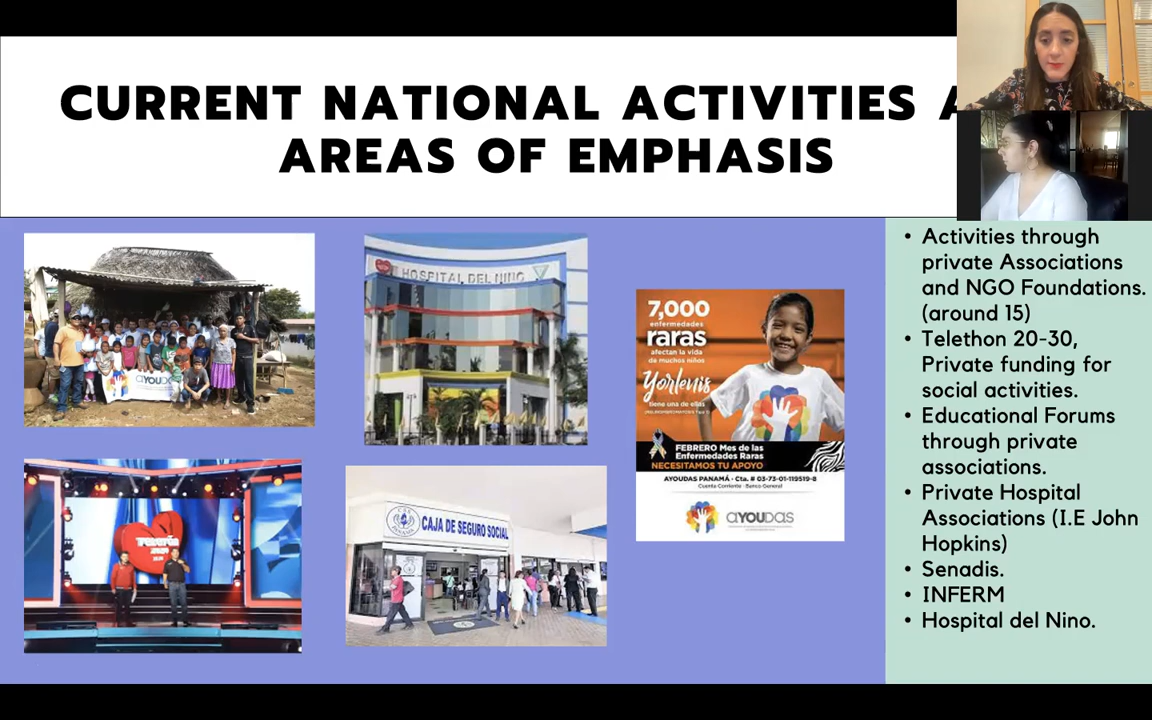 CURRENT NATIONAL ACTIVITIES A
AREAS OF EMPHASIS
HOSPITAL DEL NIÑO
ayoudas
CAJA DE SEGURO SOCIAL
7,000
enfermedades
raras
afectan la vida
de muchos niños
Yorlenis
tiene una de ellas
FEBRERO Mes de las
Enfermedades Raras
NECESITAMOS TU APOYO
AYOUDAS PANAMÁ - Cta. # 03-73-01-119519-8
Cuenta Corriente - Banco General
aYOUDAS
• Activities through
private Associations
and NGO Foundations.
(around 15)
• Telethon 20-30,
Private funding for
social activities.
• Educational Forums
through private
associations.
• Private Hospital
Associations (I.E John
Hopkins)
• Senadis.
• INFERM
• Hospital del Nino.